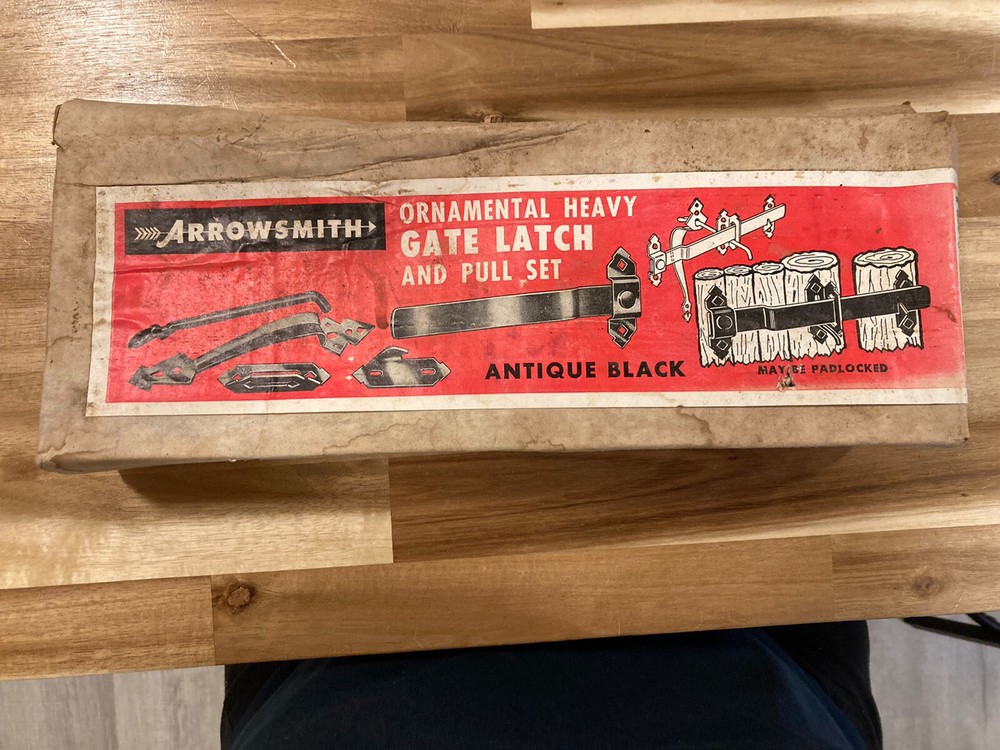 ARROWSMITH
ORNAMENTAL HEAVY
GATE LATCH
AND PULL SET
ANTIQUE BLACK
MAY BE PADLOCKED